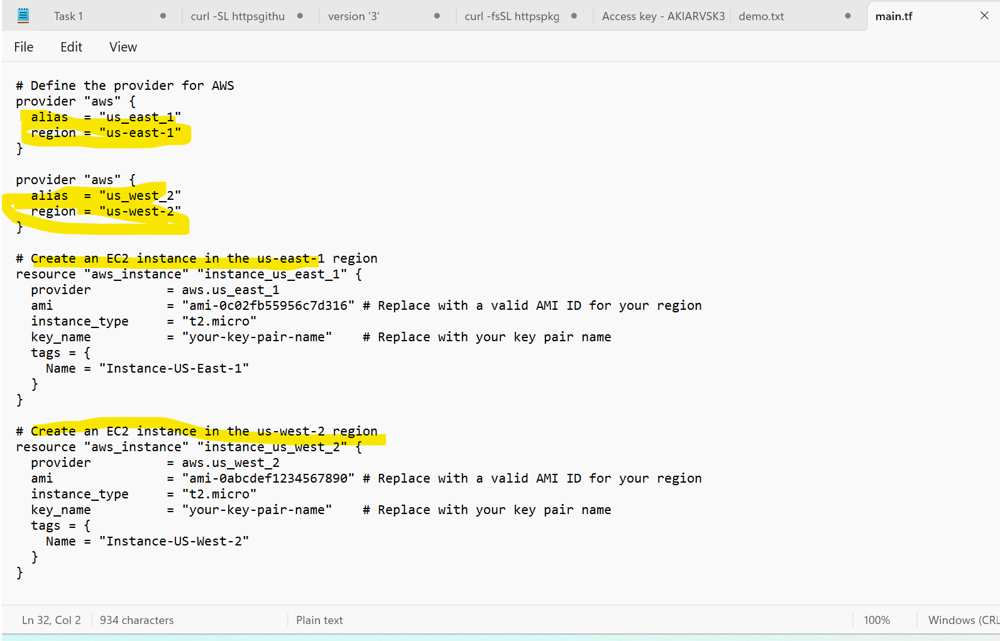 Task 1
curl -SL httpsgithu
version '3'
curl -fsSL httpspkg
Access key - AKIARVSK3
demo.txt
main.tf
File Edit View
# Define the provider for AWS
provider "aws" {
  alias  = "us_east_1"
  region = "us-east-1"
}
provider "aws" {
  alias  = "us_west_2"
  region = "us-west-2"
}
# Create an EC2 instance in the us-east-1 region
resource "aws_instance" "instance_us_east_1" {
  provider          = aws.us_east_1
  ami               = "ami-0c02fb55956c7d316" # Replace with a valid AMI ID for your region
  instance_type     = "t2.micro"
  key_name          = "your-key-pair-name"    # Replace with your key pair name
  tags = {
    Name = "Instance-US-East-1"
  }
}
# Create an EC2 instance in the us-west-2 region
resource "aws_instance" "instance_us_west_2" {
  provider          = aws.us_west_2
  ami               = "ami-0abcdef1234567890" # Replace with a valid AMI ID for your region
  instance_type     = "t2.micro"
  key_name          = "your-key-pair-name"    # Replace with your key pair name
  tags = {
    Name = "Instance-US-West-2"
  }
}
Ln 32, Col 2
934 characters
Plain text
100%
Windows (CRL